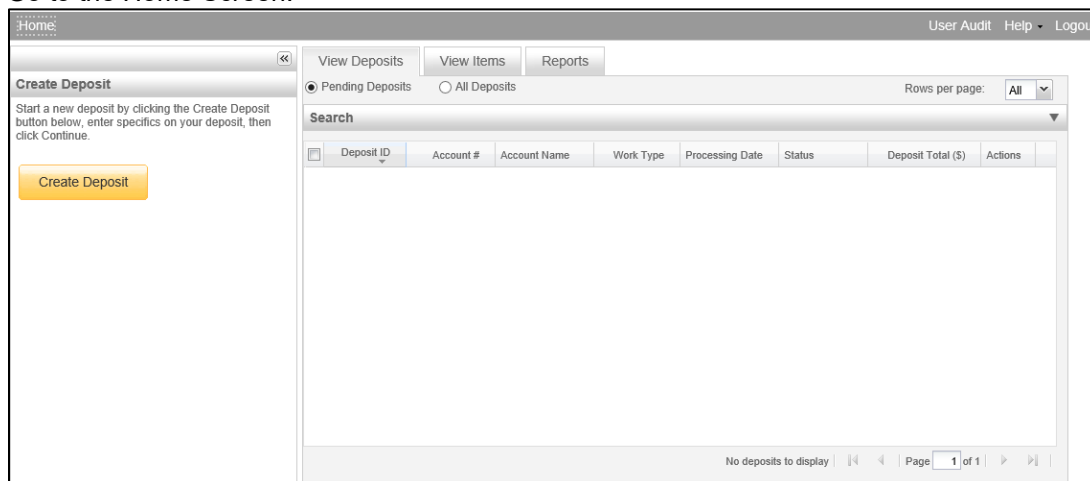 Home User Audit Help Logou
View Deposits View Items Reports
Create Deposit
Pending Deposits All Deposits Rows per page: All
Start a new deposit by clicking the Create Deposit
button below, enter specifics on your deposit, then
click Continue.
Search
Deposit ID Account # Account Name Work Type Processing Date Status Deposit Total ($) Actions
Create Deposit
No deposits to display Page 1 of 1